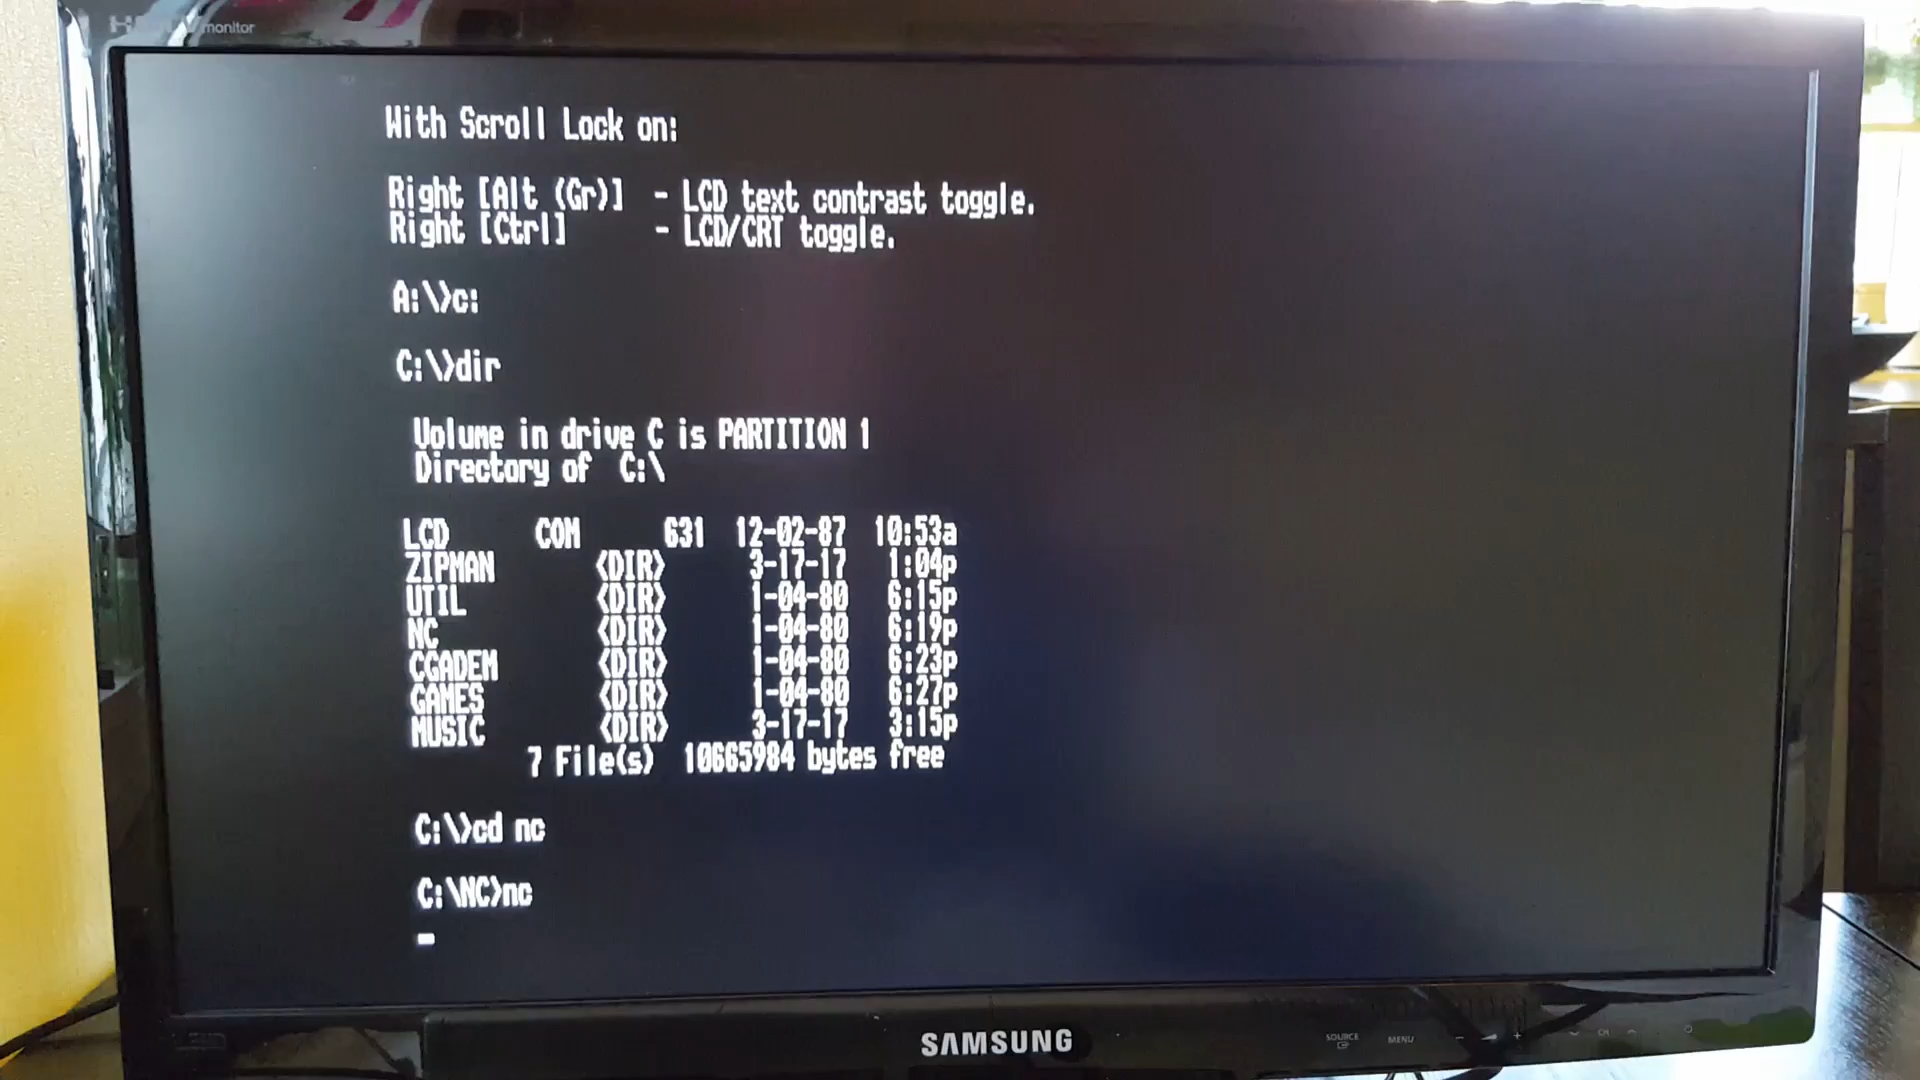 monitor
With Scroll Lock on:
Right [Alt (Gr)]  - LCD text contrast toggle.
Right [Ctrl]      - LCD/CRT toggle.
A:\>c:
C:\>dir
Volume in drive C is PARTITION 1
Directory of  C:\
LCD      COM      631  12-02-87  10:53a
ZIPMAN       <DIR>      3-17-17   1:04p
UTIL         <DIR>      1-04-80   6:15p
NC           <DIR>      1-04-80   6:19p
CGADEM       <DIR>      1-04-80   6:23p
GAMES        <DIR>      1-04-80   6:27p
MUSIC        <DIR>      3-17-17   3:15p
7 File(s)  10665984 bytes free
C:\>cd nc
C:\NC>nc
SAMSUNG
SOURCE MENU - + CH